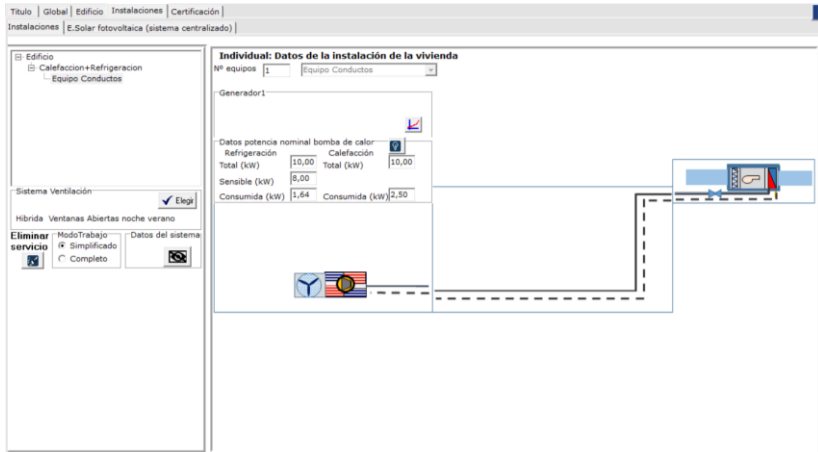 Titulo Global Edificio Instalaciones Certificación
Instalaciones E.Solar fotovoltaica (sistema centralizado)
Edificio
Calefaccion+Refrigeracion
Equipo Conductos
Sistema Ventilación
Elegir
Hibrida Ventanas Abiertas noche verano
Eliminar servicio
ModoTrabajo
Simplificado
Completo
Datos del sistema
Individual: Datos de la instalación de la vivienda
Nº equipos 1 Equipo Conductos
Generador1
Datos potencia nominal bomba de calor
Refrigeración Calefacción
Total (kW) 10,00 Total (kW) 10,00
Sensible (kW) 8,00
Consumida (kW) 1,64 Consumida (kW) 2,50